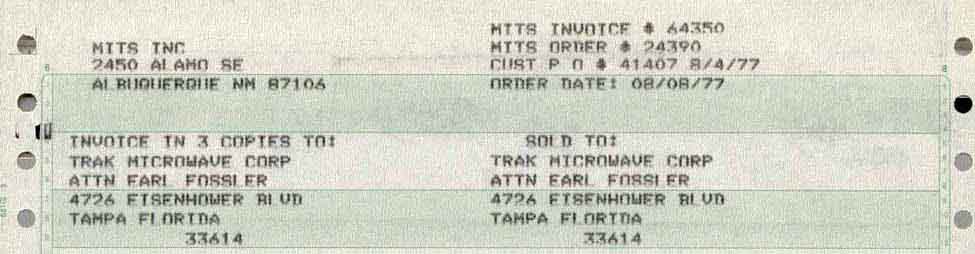 MITS INVOICE # 64350
MITS INC MITS ORDER # 24390
2450 ALAMO SE CUST P O # 41407 8/4/77
ALBUQUERQUE NM 87106 ORDER DATE: 08/08/77
INVOICE IN 3 COPIES TO: SOLD TO:
TRAK MICROWAVE CORP TRAK MICROWAVE CORP
ATTN EARL FOSSLER ATTN EARL FOSSLER
4726 EISENHOWER BLVD 4726 EISENHOWER BLVD
TAMPA FLORIDA TAMPA FLORIDA
33614 33614